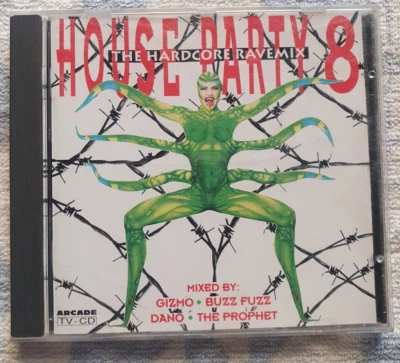 HOUSE PARTY 8
THE HARDCORE RAVEMIX
MIXED BY:
GIZMO • BUZZ FUZZ
DANO • THE PROPHET
ARCADE
TV-CD